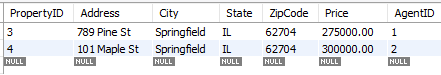 PropertyID Address City State ZipCode Price AgentID
3 789 Pine St Springfield IL 62704 275000.00 1
4 101 Maple St Springfield IL 62704 300000.00 2
NULL NULL NULL NULL NULL NULL NULL